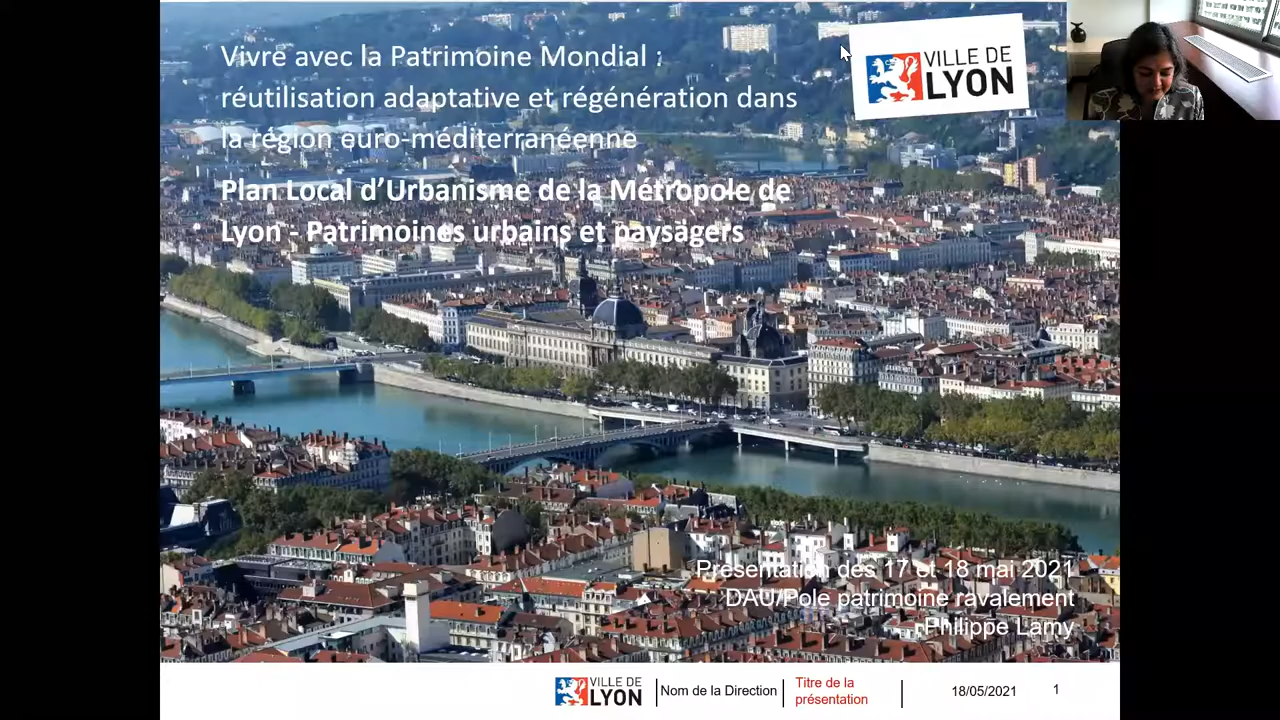 Vivre avec la Patrimoine Mondial :
réutilisation adaptative et régénération dans
la région euro-méditerranéenne
Plan Local d’Urbanisme de la Métropole de
Lyon - Patrimoines urbains et paysagers
VILLE DE
LYON
Présentation des 17 et 18 mai 2021
DAU/Pole patrimoine ravalement
Philippe Lamy
VILLE DE
LYON
Nom de la Direction
Titre de la
présentation
18/05/2021
1